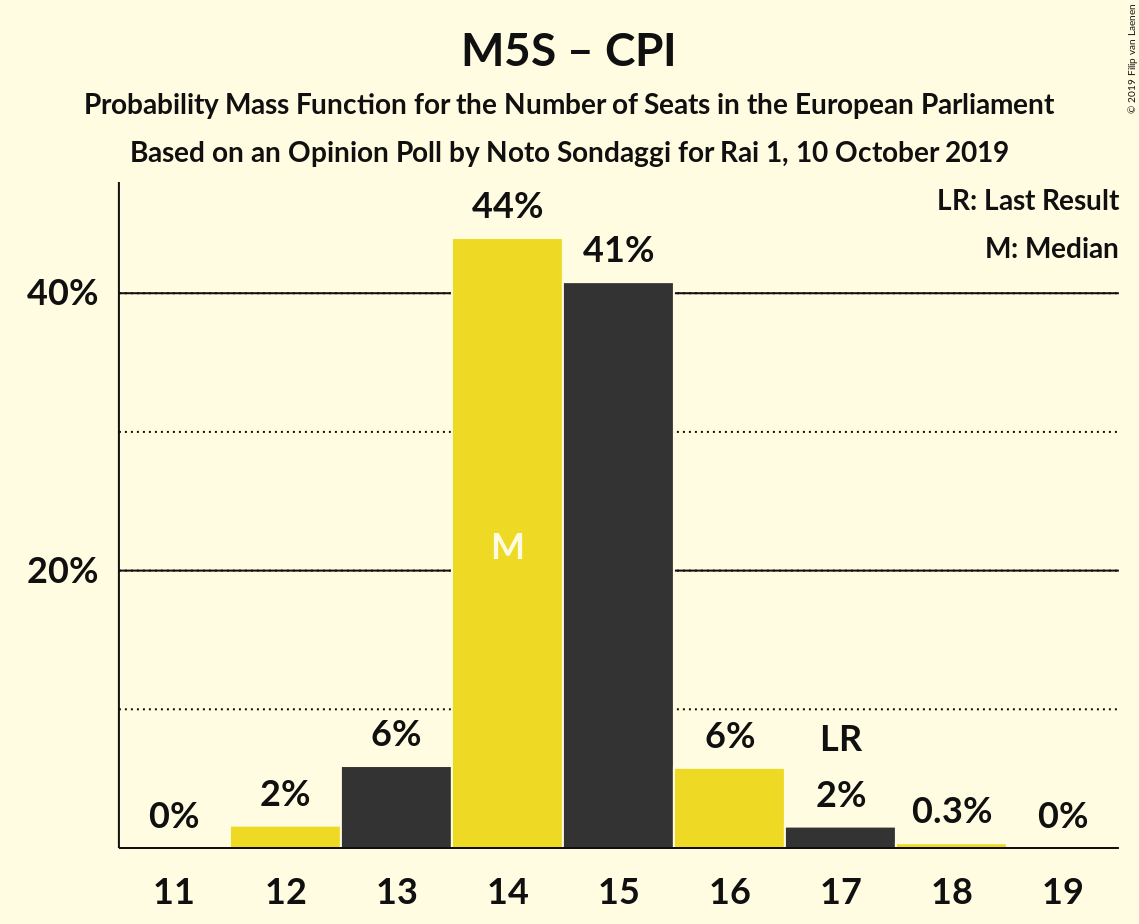 M5S – CPI
Probability Mass Function for the Number of Seats in the European Parliament
Based on an Opinion Poll by Noto Sondaggi for Rai 1, 10 October 2019
© 2019 Filip van Laenen
LR: Last Result
M: Median
44%
41%
40%
M
20%
6%
6%
LR
0%
2%
2%
0.3%
0%
11 12 13 14 15 16 17 18 19